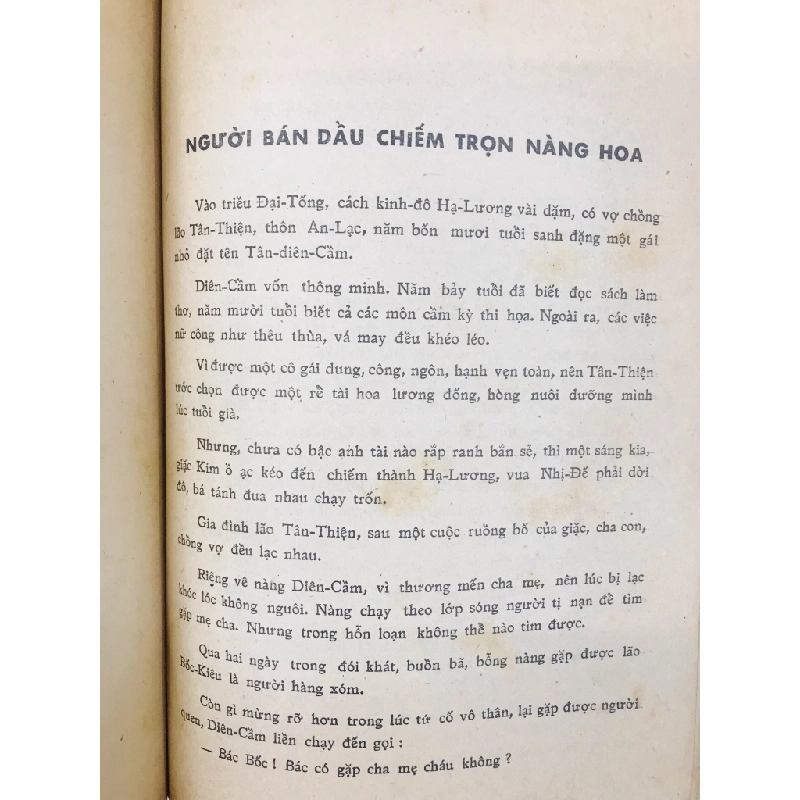 NGƯỜI BÁN DẦU CHIẾM TRỌN NÀNG HOA
Vào triều Đại-Tống, cách kinh-đô Hạ-Lương vài dặm, có vợ chồng
lão Tân-Thiện, thôn An-Lạc, năm bốn mươi tuổi sanh đặng một gái
nhỏ đặt tên Tân-diên-Cầm.
Diên-Cầm vốn thông minh. Năm bảy tuổi đã biết đọc sách làm
thơ, năm mười tuổi biết cả các môn cầm kỳ thi họa. Ngoài ra, các việc
nữ công như thêu thùa, vá may đều khéo léo.
Vì được một cô gái dung, công, ngôn, hạnh vẹn toàn, nên Tân-Thiện
ước chọn được một rể tài hoa lương đống, hòng nuôi dưỡng mình
lúc tuổi già.
Nhưng, chưa có bậc anh tài nào rắp ranh bắn sẻ, thì một sáng kia,
giặc Kim ồ ạc kéo đến chiếm thành Hạ-Lương, vua Nhị-Đế phải dời
đô, bá tánh đua nhau chạy trốn.
Gia đình lão Tân-Thiện, sau một cuộc ruồng bố của giặc, cha con,
chồng vợ đều lạc nhau.
Riêng về nàng Diên-Cầm, vì thương mến cha mẹ, nên lúc bị lạc
khóc lóc không nguôi. Nàng chạy theo lớp sóng người tị nạn để tìm
gặp mẹ cha. Nhưng trong hỗn loạn không thể nào tìm được.
Qua hai ngày trong đói khát, buồn bã, bỗng nàng gặp được lão
Bốc-Kiêu là người hàng xóm.
Còn gì mừng rỡ hơn trong lúc tứ cố vô thân, lại gặp được người
quen, Diên-Cầm liền chạy đến gọi :
— Bác Bốc ! Bác có gặp cha mẹ cháu không ?